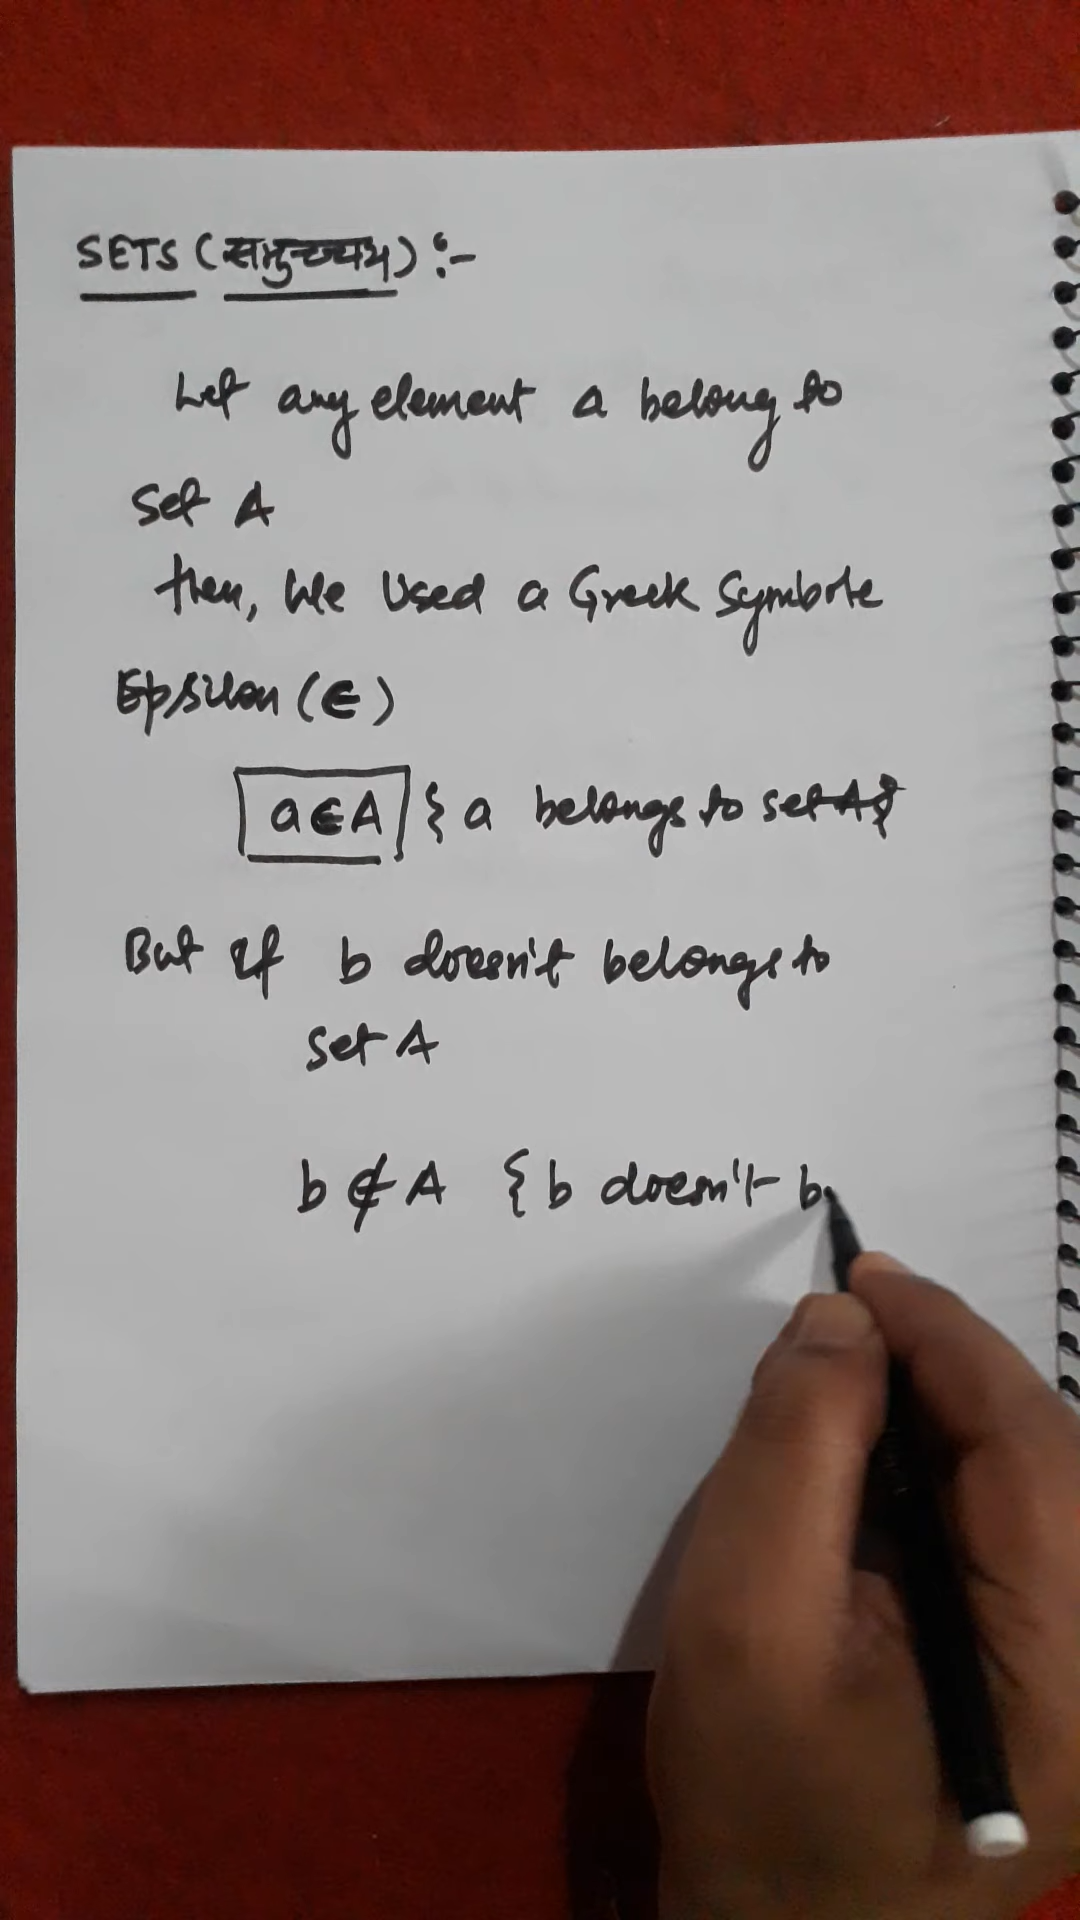 SETS (समुच्चय) :-
Let any element a belong to
Set A
then, We Used a Greek Symbole
Epsilon (∈)
a∈A { a belongs to set A}
But if b doesn't belongs to
set A
b ∉ A { b doesn't b